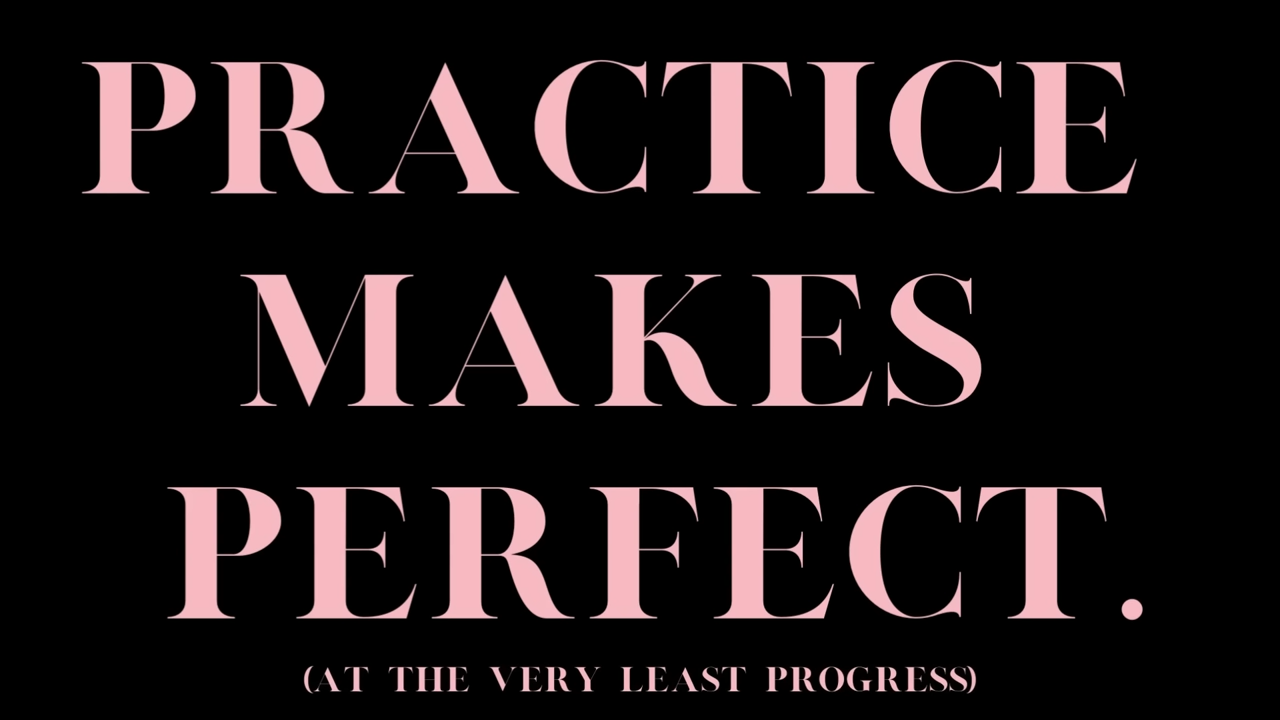 PRACTICE
MAKES
PERFECT.
(AT THE VERY LEAST PROGRESS)